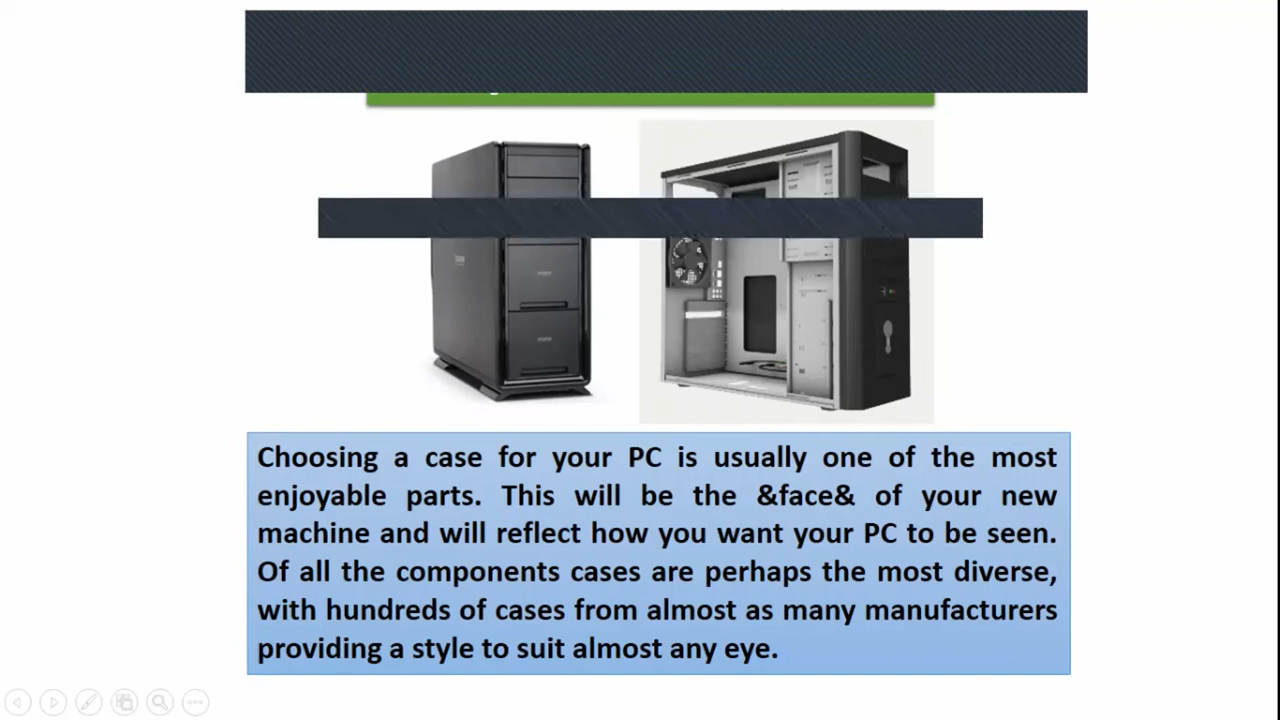 Choosing a case for your PC is usually one of the most
enjoyable parts. This will be the &face& of your new
machine and will reflect how you want your PC to be seen.
Of all the components cases are perhaps the most diverse,
with hundreds of cases from almost as many manufacturers
providing a style to suit almost any eye.